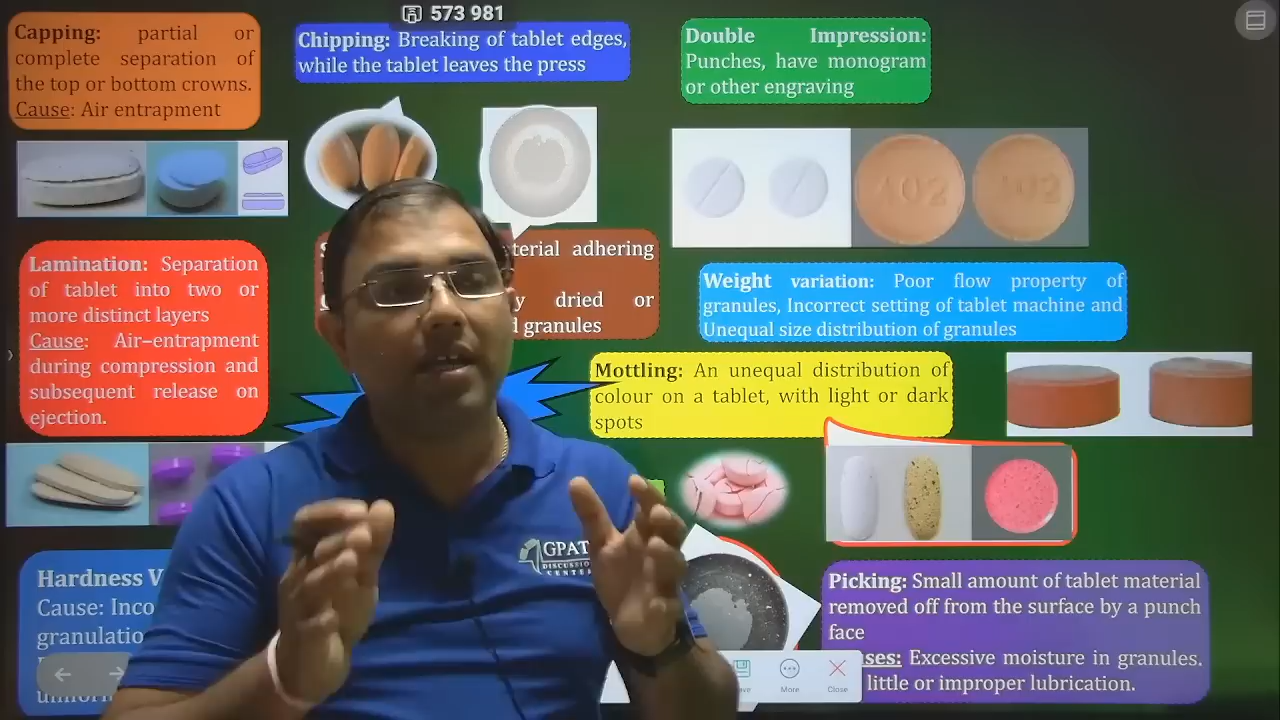 573 981
Capping: partial or
complete separation of
the top or bottom crowns.
Cause: Air entrapment
Chipping: Breaking of tablet edges,
while the tablet leaves the press
Double Impression:
Punches, have monogram
or other engraving
402
402
Lamination: Separation
of tablet into two or
more distinct layers
Cause: Air-entrapment
during compression and
subsequent release on
ejection.
adhering
dried or
granules
Weight variation: Poor flow property of
granules, Incorrect setting of tablet machine and
Unequal size distribution of granules
Mottling: An unequal distribution of
colour on a tablet, with light or dark
spots
Hardness
Cause:
GPAT
DISCUSSION
CENTER
Picking: Small amount of tablet material
removed off from the surface by a punch
face
Excessive moisture in granules.
little or improper lubrication.
More
Close